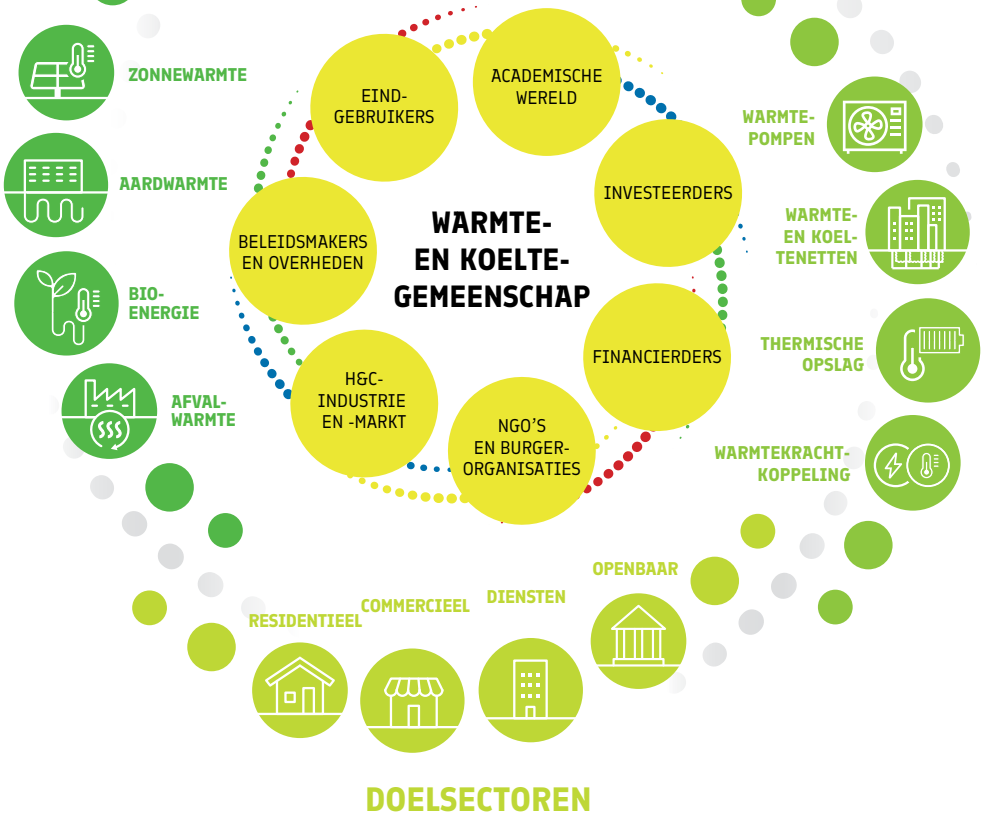 ZONNEWARMTE
AARDWARMTE
BIO-
ENERGIE
AFVAL-
WARMTE
EIND-
GEBRUIKERS
ACADEMISCHE
WERELD
INVESTEERDERS
BELEIDSMAKERS
EN OVERHEDEN
WARMTE-
EN KOELTE-
GEMEENSCHAP
FINANCIERDERS
H&C-
INDUSTRIE
EN -MARKT
NGO'S
EN BURGER-
ORGANISATIES
WARMTE-
POMPEN
WARMTE-
EN KOEL-
TENETTEN
THERMISCHE
OPSLAG
WARMTEKRACHT-
KOPPELING
RESIDENTIEEL
COMMERCIEEL
DIENSTEN
OPENBAAR
DOELSECTOREN